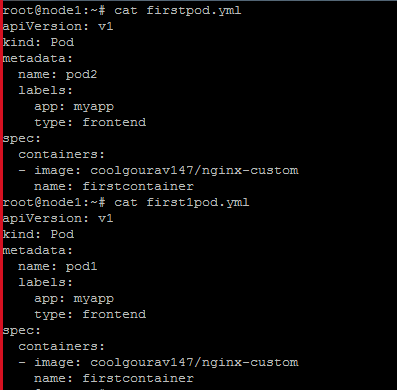 root@node1:~# cat firstpod.yml
apiVersion: v1
kind: Pod
metadata:
  name: pod2
  labels:
    app: myapp
    type: frontend
spec:
  containers:
  - image: coolgourav147/nginx-custom
    name: firstcontainer
root@node1:~# cat first1pod.yml
apiVersion: v1
kind: Pod
metadata:
  name: pod1
  labels:
    app: myapp
    type: frontend
spec:
  containers:
  - image: coolgourav147/nginx-custom
    name: firstcontainer